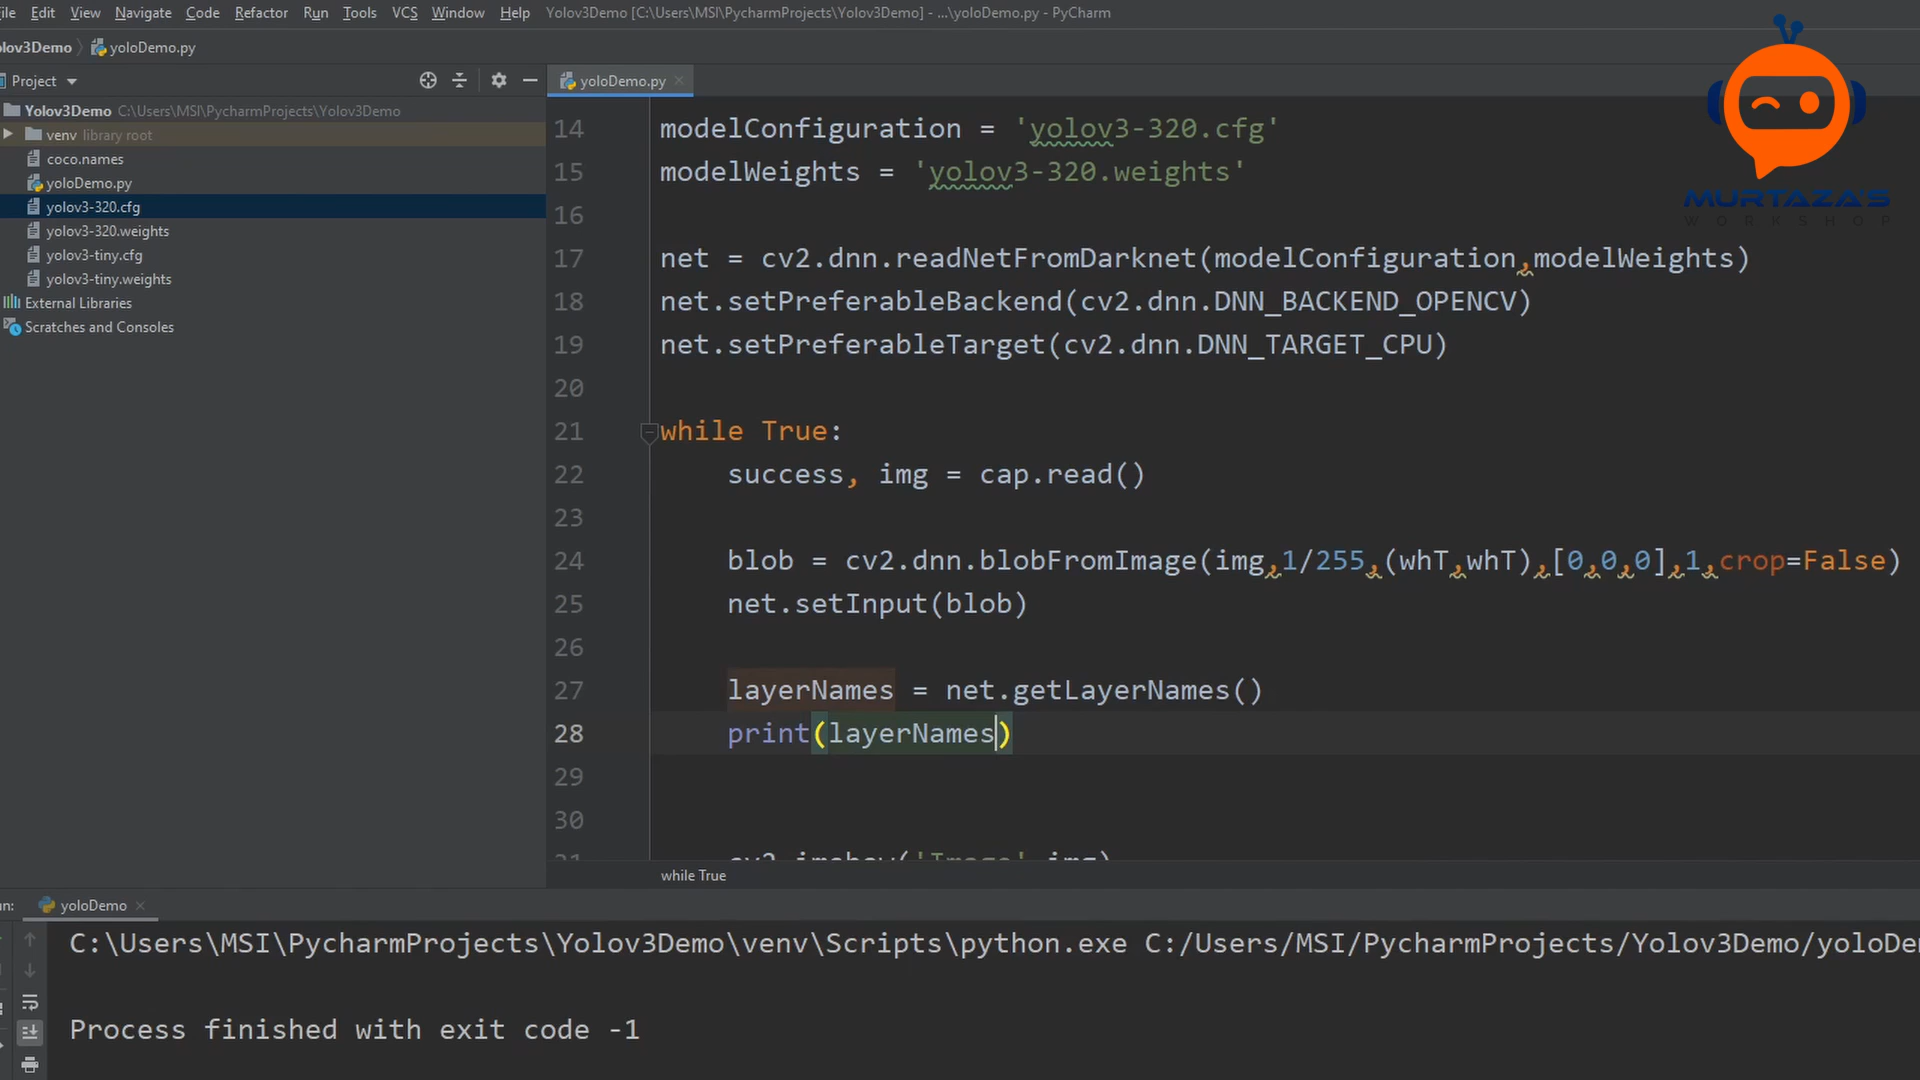 ile Edit View Navigate Code Refactor Run Tools VCS Window Help Yolov3Demo [C:\Users\MSI\PycharmProjects\Yolov3Demo] - ...\yoloDemo.py - PyCharm
olov3Demo yoloDemo.py
Project
yoloDemo.py
Yolov3Demo C:\Users\MSI\PycharmProjects\Yolov3Demo
venv library root
coco.names
yoloDemo.py
yolov3-320.cfg
yolov3-320.weights
yolov3-tiny.cfg
yolov3-tiny.weights
External Libraries
Scratches and Consoles
14 modelConfiguration = 'yolov3-320.cfg'
15 modelWeights = 'yolov3-320.weights'
16
17 net = cv2.dnn.readNetFromDarknet(modelConfiguration,modelWeights)
18 net.setPreferableBackend(cv2.dnn.DNN_BACKEND_OPENCV)
19 net.setPreferableTarget(cv2.dnn.DNN_TARGET_CPU)
20
21 while True:
22 success, img = cap.read()
23
24 blob = cv2.dnn.blobFromImage(img,1/255,(whT,whT),[0,0,0],1,crop=False)
25 net.setInput(blob)
26
27 layerNames = net.getLayerNames()
28 print(layerNames)
29
30
31 cv2.imshow('Image',img)
while True
MURTAZA'S
WORKSHOP
un: yoloDemo
C:\Users\MSI\PycharmProjects\Yolov3Demo\venv\Scripts\python.exe C:/Users/MSI/PycharmProjects/Yolov3Demo/yoloDe
Process finished with exit code -1